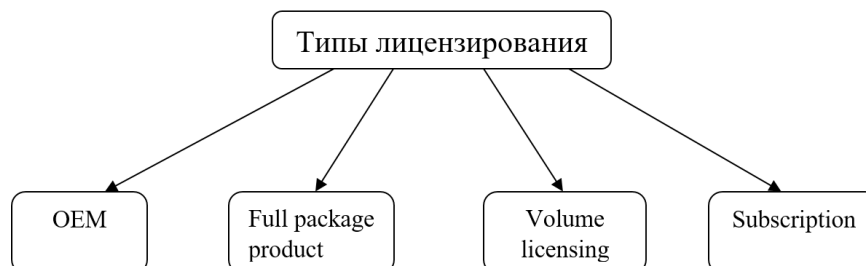 Типы лицензирования
OEM
Full package
product
Volume
licensing
Subscription